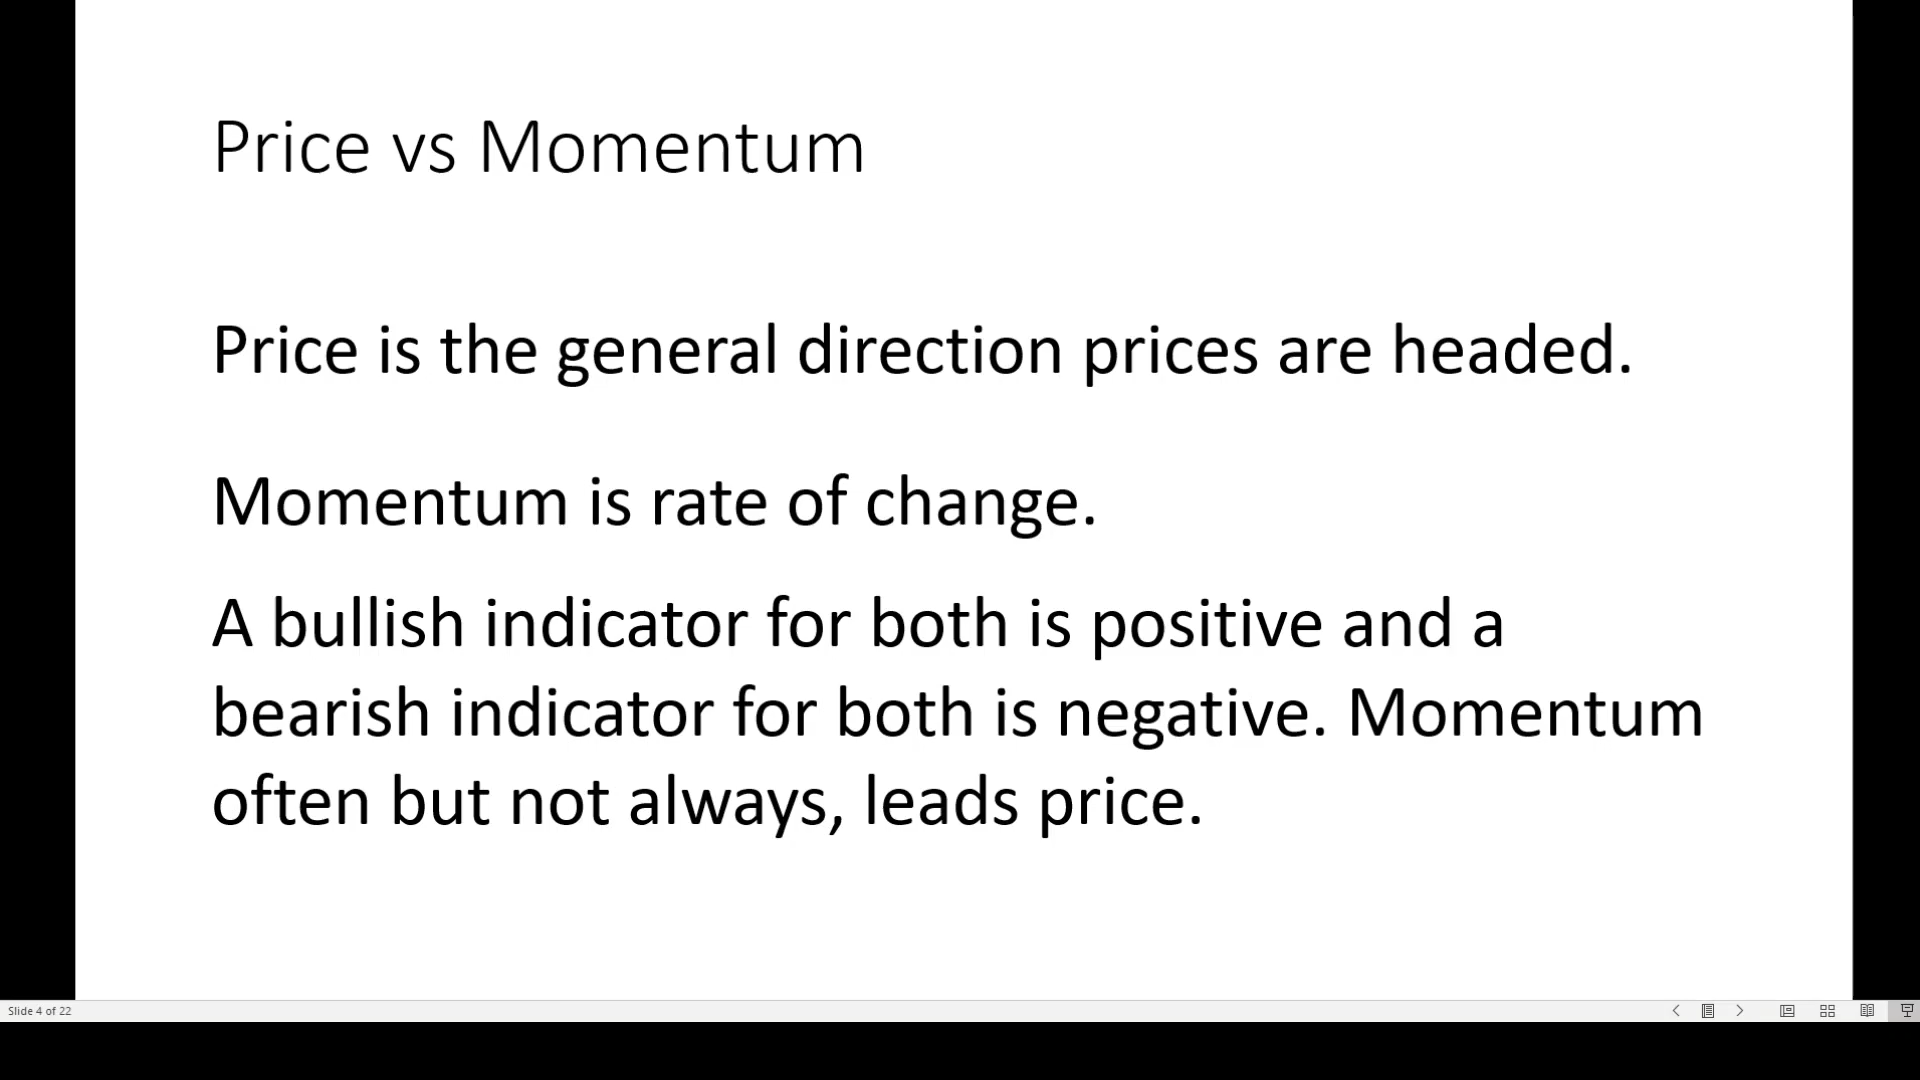 Price vs Momentum
Price is the general direction prices are headed.
Momentum is rate of change.
A bullish indicator for both is positive and a
bearish indicator for both is negative. Momentum
often but not always, leads price.
Slide 4 of 22